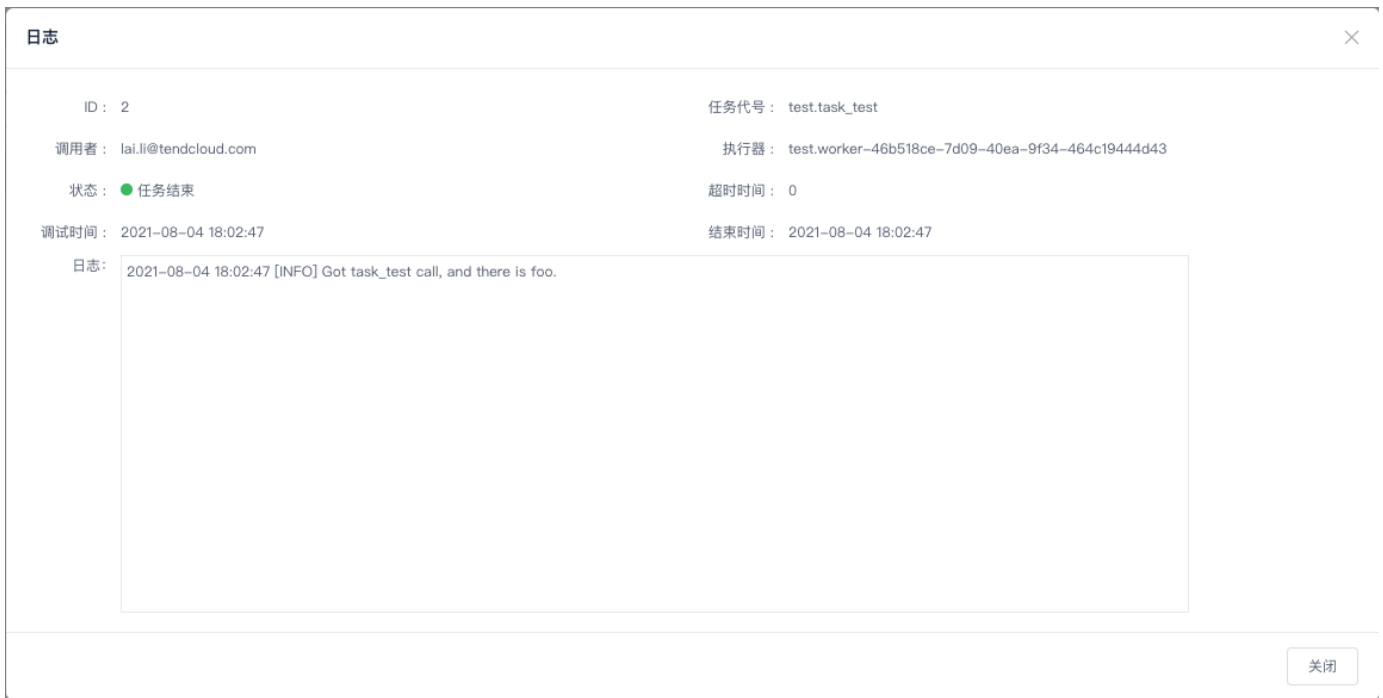 日志
ID： 2 任务代号： test.task_test
调用者： lai.li@tendcloud.com 执行器： test.worker-46b518ce-7d09-40ea-9f34-464c19444d43
状态： 任务结束 超时时间： 0
调试时间： 2021-08-04 18:02:47 结束时间： 2021-08-04 18:02:47
日志: 2021-08-04 18:02:47 [INFO] Got task_test call, and there is foo.
关闭